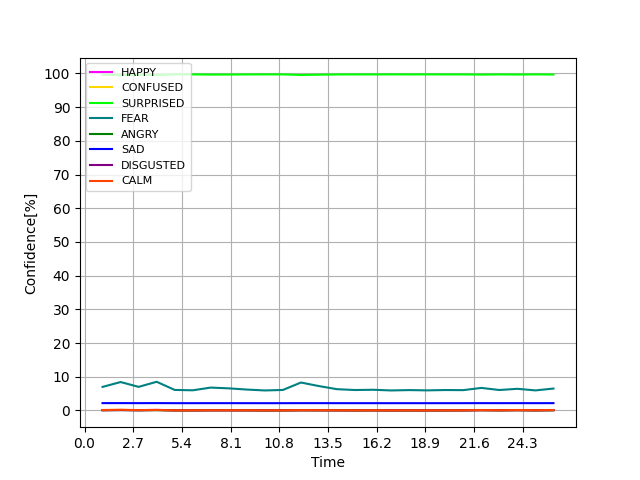 HAPPY
CONFUSED
SURPRISED
FEAR
ANGRY
SAD
DISGUSTED
CALM
100
90
80
70
60
50
40
30
20
10
0
Confidence[%]
0.0 2.7 5.4 8.1 10.8 13.5 16.2 18.9 21.6 24.3
Time